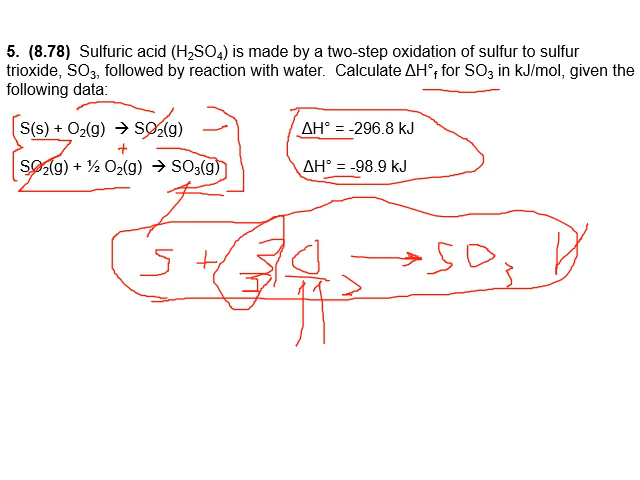 5. (8.78) Sulfuric acid (H₂SO₄) is made by a two-step oxidation of sulfur to sulfur
trioxide, SO₃, followed by reaction with water. Calculate ΔH°f for SO₃ in kJ/mol, given the
following data:
S(s) + O₂(g) → SO₂(g) ΔH° = -296.8 kJ
+
SO₂(g) + ½ O₂(g) → SO₃(g) ΔH° = -98.9 kJ
S + O₂ → SO₃